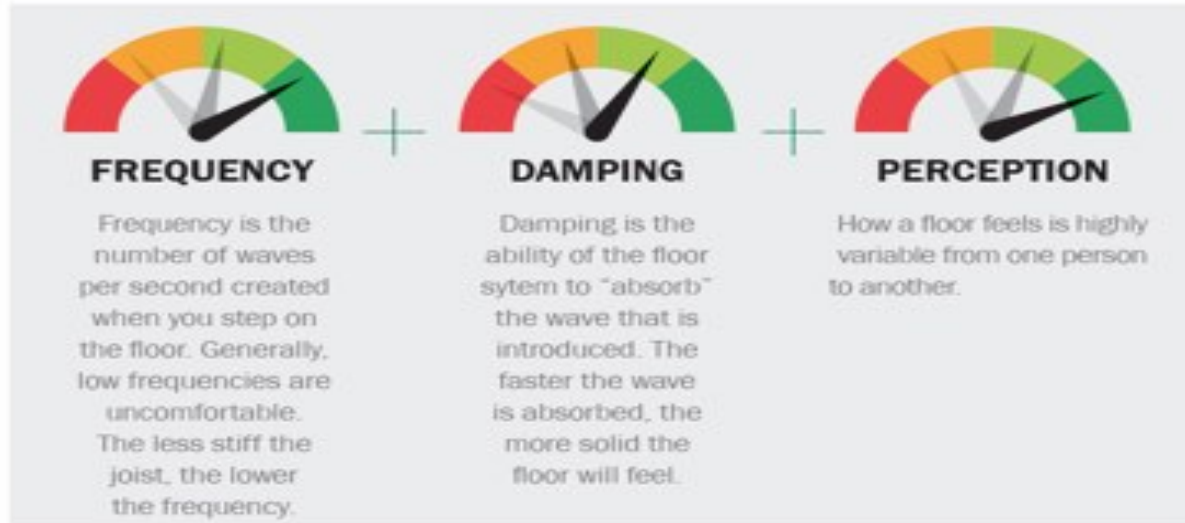 FREQUENCY
Frequency is the
number of waves
per second created
when you step on
the floor. Generally,
low frequencies are
uncomfortable.
The less stiff the
joist, the lower
the frequency.
DAMPING
Damping is the
ability of the floor
sytem to "absorb"
the wave that is
introduced. The
faster the wave
is absorbed, the
more solid the
floor will feel.
PERCEPTION
How a floor feels is highly
variable from one person
to another.